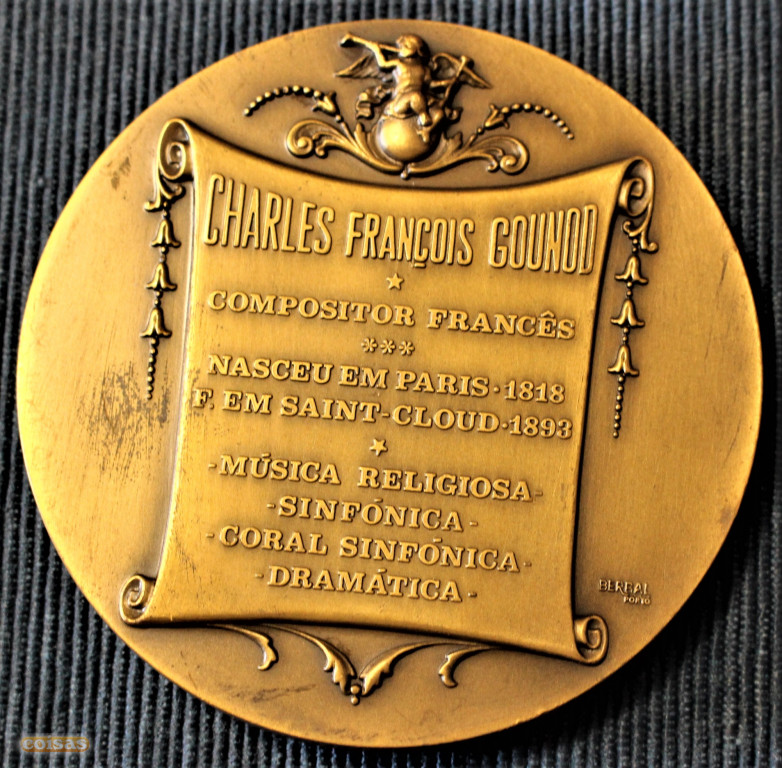 CHARLES FRANÇOIS GOUNOD
COMPOSITOR FRANCÊS
***
NASCEU EM PARIS·1818
F. EM SAINT-CLOUD·1893
-MÚSICA RELIGIOSA-
-SINFÓNICA-
-CORAL SINFÓNICA-
-DRAMÁTICA-
BERBAL
PORTO
coisas